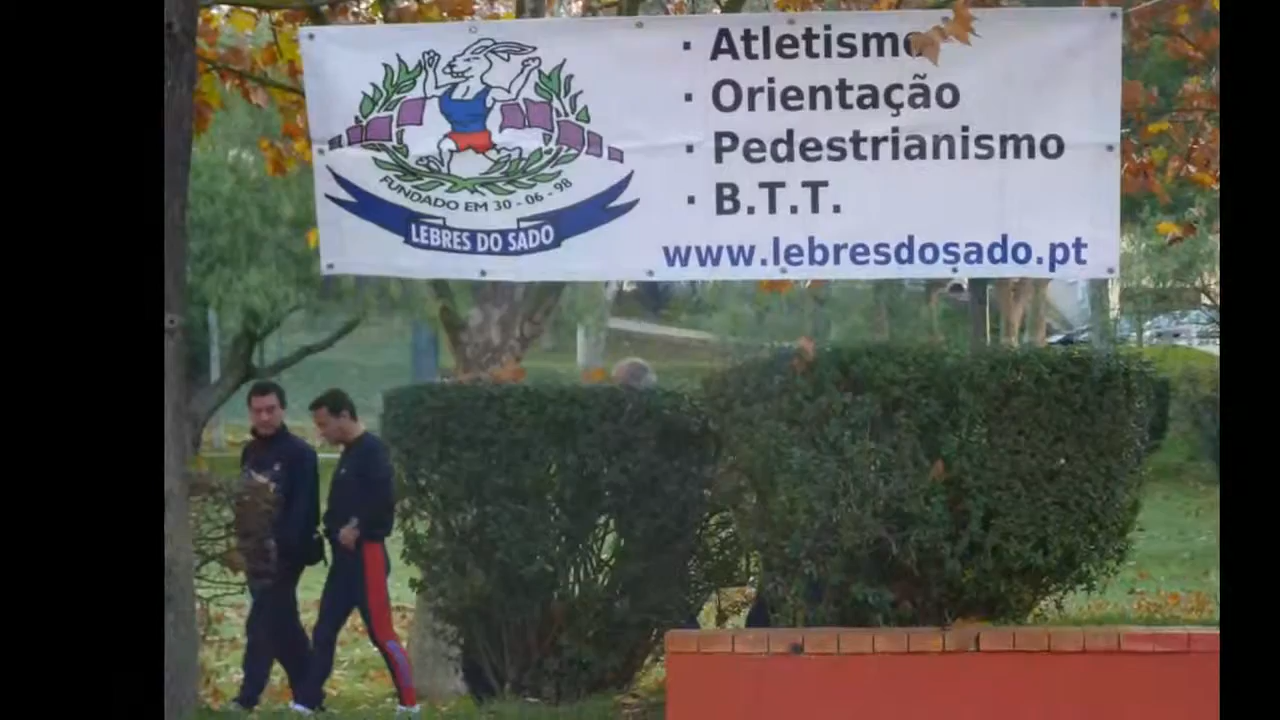 FUNDADO EM 30 - 06 - 98
LEBRES DO SADO
· Atletismo
· Orientação
· Pedestrianismo
· B.T.T.
www.lebresdosado.pt